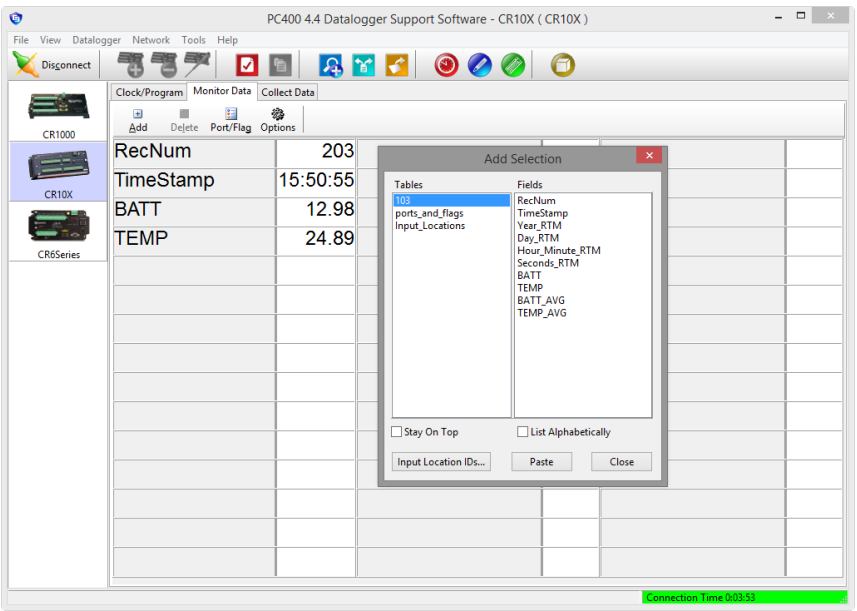 PC400 4.4 Datalogger Support Software - CR10X ( CR10X )
File View Datalogger Network Tools Help
Disconnect
Clock/Program Monitor Data Collect Data
Add Delete Port/Flag Options
CR1000
CR10X
CR6Series
RecNum 203
TimeStamp 15:50:55
BATT 12.98
TEMP 24.89
Add Selection
Tables
103
ports_and_flags
Input_Locations
Fields
RecNum
TimeStamp
Year_RTM
Day_RTM
Hour_Minute_RTM
Seconds_RTM
BATT
TEMP
BATT_AVG
TEMP_AVG
Stay On Top List Alphabetically
Input Location IDs... Paste Close
Connection Time 0:03:53